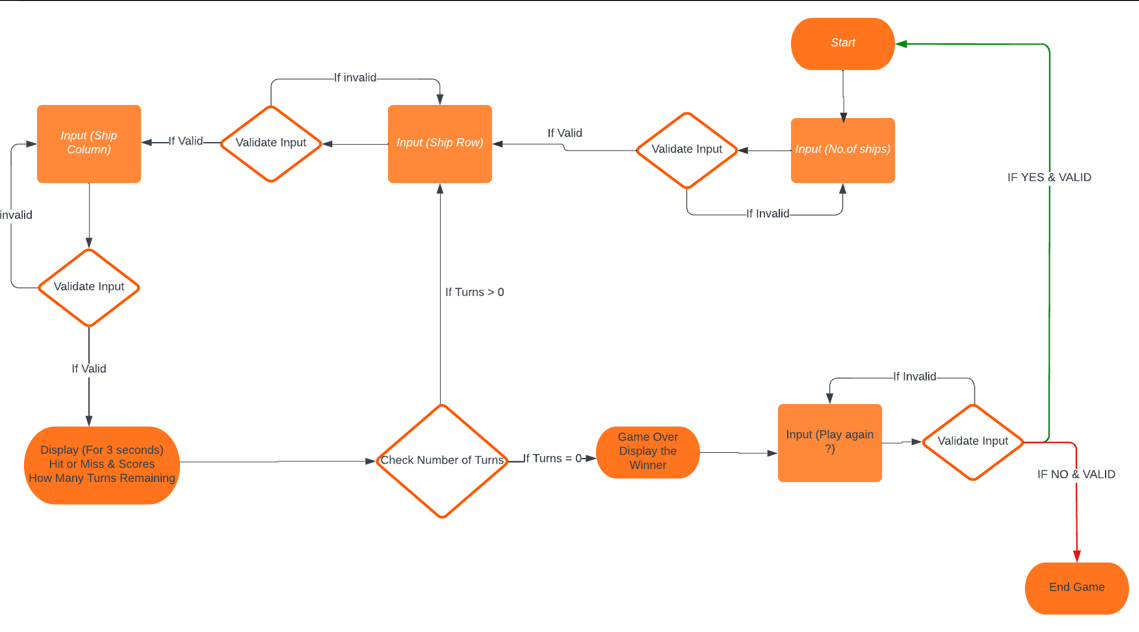 Start
If invalid
Input (Ship
Column)
If Valid
Validate Input
Input (Ship Row)
If Valid
Validate Input
Input (No.of ships)
IF YES & VALID
invalid
If Invalid
Validate Input
If Turns > 0
If Valid
If Invalid
Display (For 3 seconds)
Hit or Miss & Scores
How Many Turns Remaining
Check Number of Turns
If Turns = 0
Game Over
Display the
Winner
Input (Play again
?)
Validate Input
IF NO & VALID
End Game